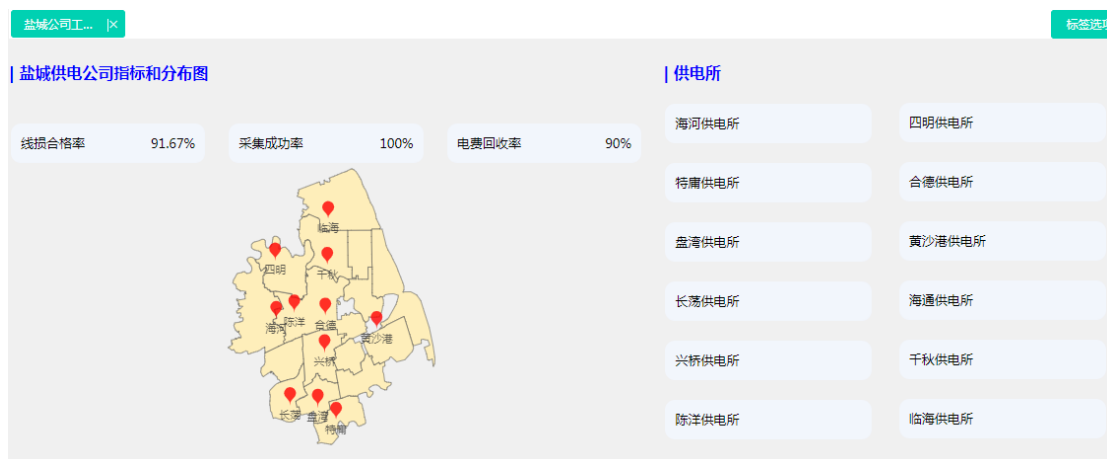 盐城公司工... |×
标签选项
| 盐城供电公司指标和分布图
线损合格率 91.67%
采集成功率 100%
电费回收率 90%
临海
四明
千秋
海河
陈洋
合德
黄沙港
兴桥
长荡
盘湾
特庸
| 供电所
海河供电所
四明供电所
特庸供电所
合德供电所
盘湾供电所
黄沙港供电所
长荡供电所
海通供电所
兴桥供电所
千秋供电所
陈洋供电所
临海供电所